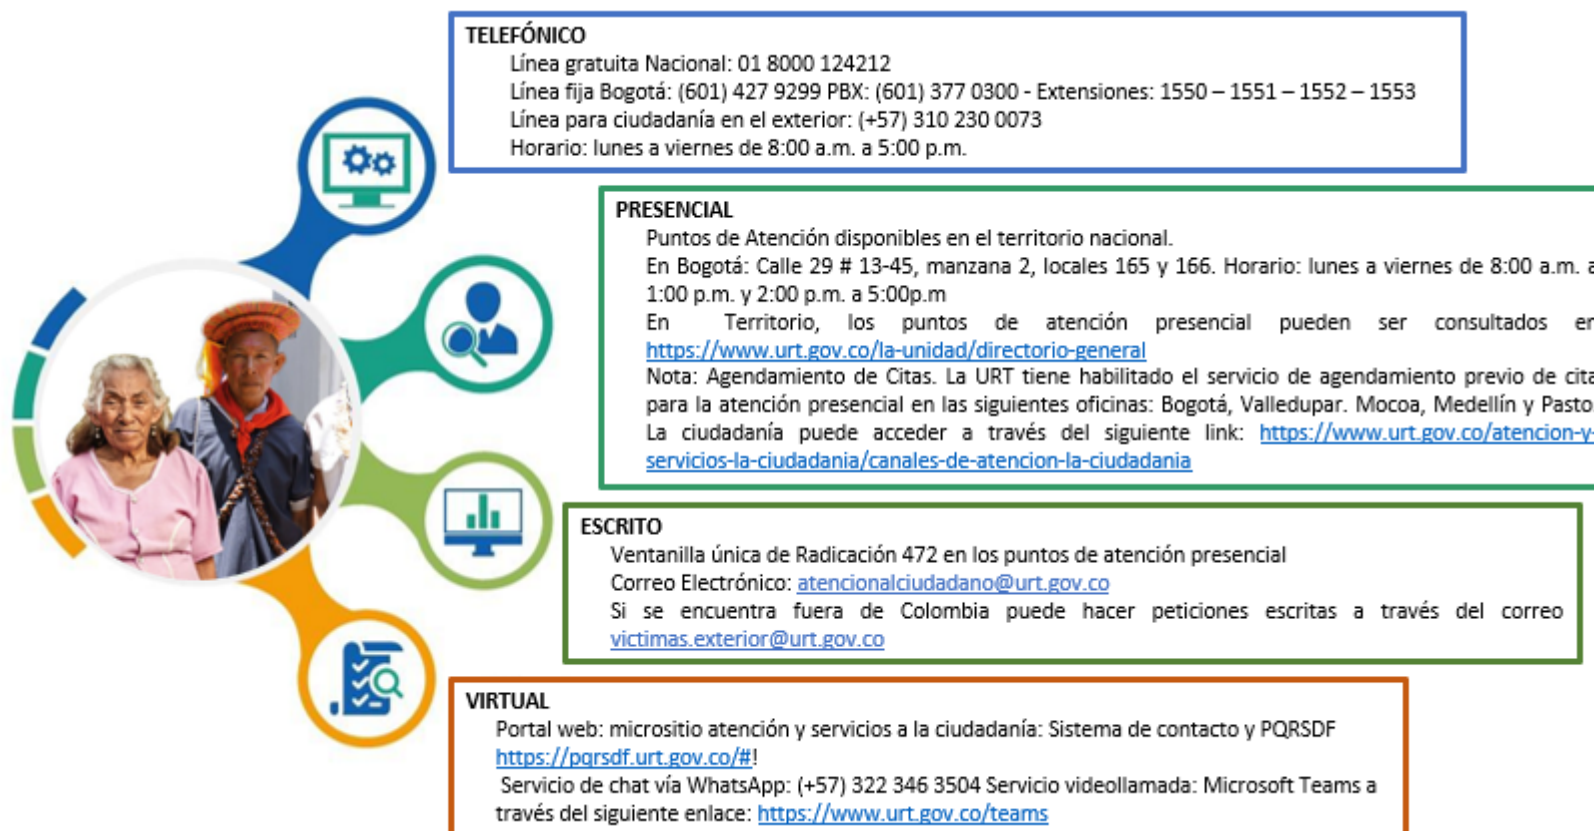 TELEFÓNICO
Línea gratuita Nacional: 01 8000 124212
Línea fija Bogotá: (601) 427 9299 PBX: (601) 377 0300 - Extensiones: 1550 – 1551 – 1552 – 1553
Línea para ciudadanía en el exterior: (+57) 310 230 0073
Horario: lunes a viernes de 8:00 a.m. a 5:00 p.m.
PRESENCIAL
Puntos de Atención disponibles en el territorio nacional.
En Bogotá: Calle 29 # 13-45, manzana 2, locales 165 y 166. Horario: lunes a viernes de 8:00 a.m. a
1:00 p.m. y 2:00 p.m. a 5:00p.m
En Territorio, los puntos de atención presencial pueden ser consultados en
https://www.urt.gov.co/la-unidad/directorio-general
Nota: Agendamiento de Citas. La URT tiene habilitado el servicio de agendamiento previo de cita
para la atención presencial en las siguientes oficinas: Bogotá, Valledupar. Mocoa, Medellín y Pasto
La ciudadanía puede acceder a través del siguiente link: https://www.urt.gov.co/atencion-y-
servicios-la-ciudadania/canales-de-atencion-la-ciudadania
ESCRITO
Ventanilla única de Radicación 472 en los puntos de atención presencial
Correo Electrónico: atencionalciudadano@urt.gov.co
Si se encuentra fuera de Colombia puede hacer peticiones escritas a través del correo
victimas.exterior@urt.gov.co
VIRTUAL
Portal web: micrositio atención y servicios a la ciudadanía: Sistema de contacto y PQRSDF
https://pqrsdf.urt.gov.co/#!
Servicio de chat vía WhatsApp: (+57) 322 346 3504 Servicio videollamada: Microsoft Teams a
través del siguiente enlace: https://www.urt.gov.co/teams